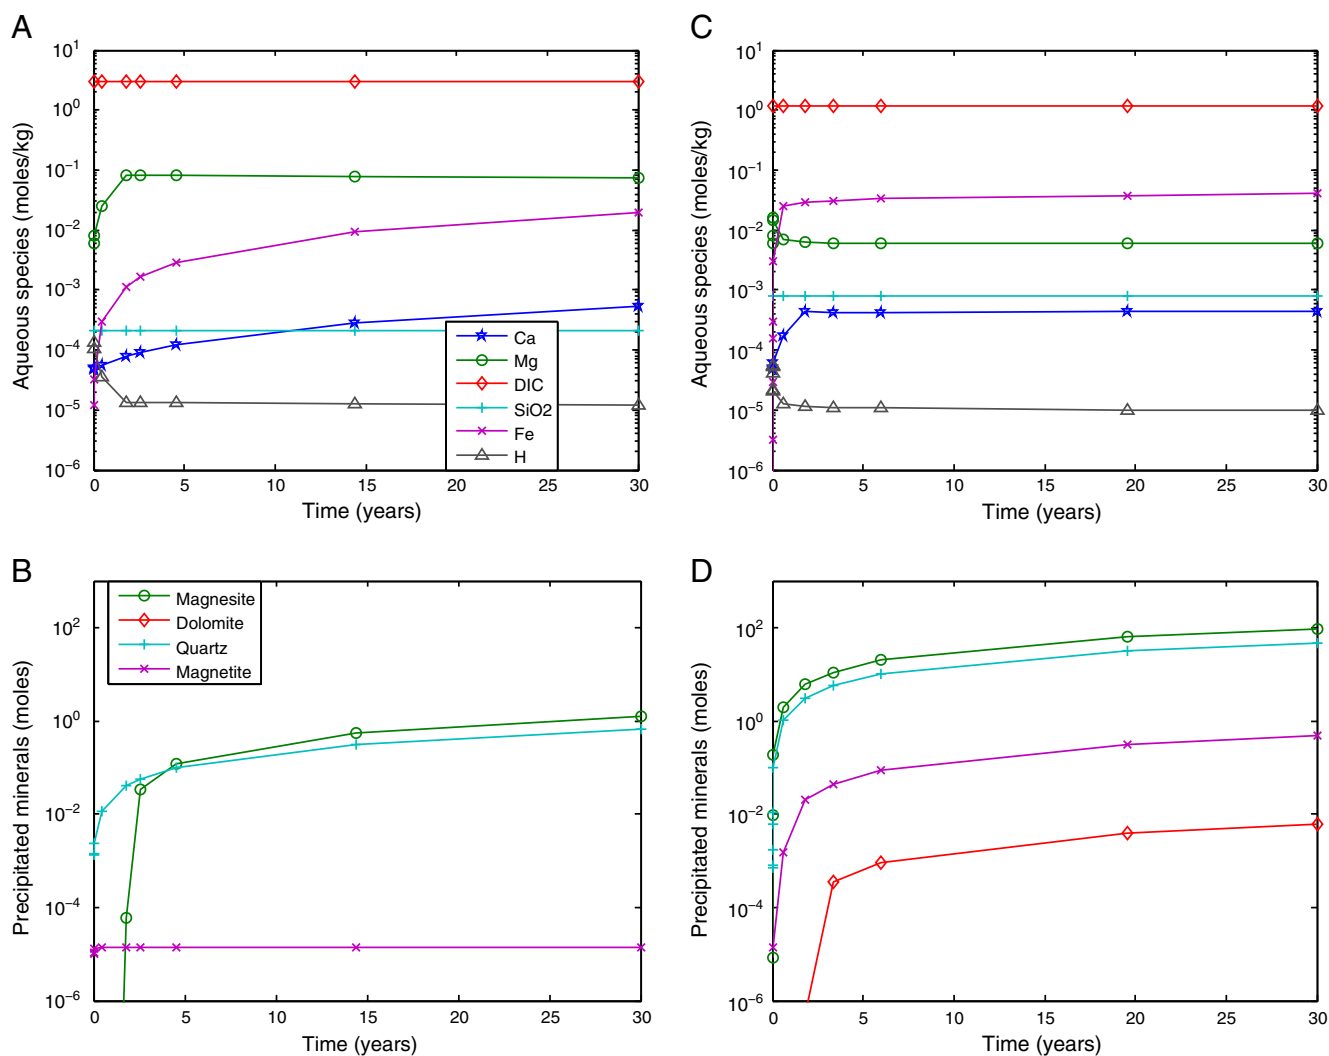 A
10^1
10^0
10^−1
10^−2
10^−3
10^−4
10^−5
10^−6
Aqueous species (moles/kg)
Ca
Mg
DIC
SiO2
Fe
H
0 5 15 20 25 30
Time (years)
C
10^1
10^0
10^−1
10^−2
10^−3
10^−4
10^−5
10^−6
Aqueous species (moles/kg)
0 5 10 15 20 25 30
Time (years)
B
10^2
10^0
10^−2
10^−4
10^−6
Precipitated minerals (moles)
Magnesite
Dolomite
Quartz
Magnetite
0 5 10 15 20 25 30
Time (years)
D
10^2
10^0
10^−2
10^−4
10^−6
Precipitated minerals (moles)
0 5 10 15 20 25 30
Time (years)